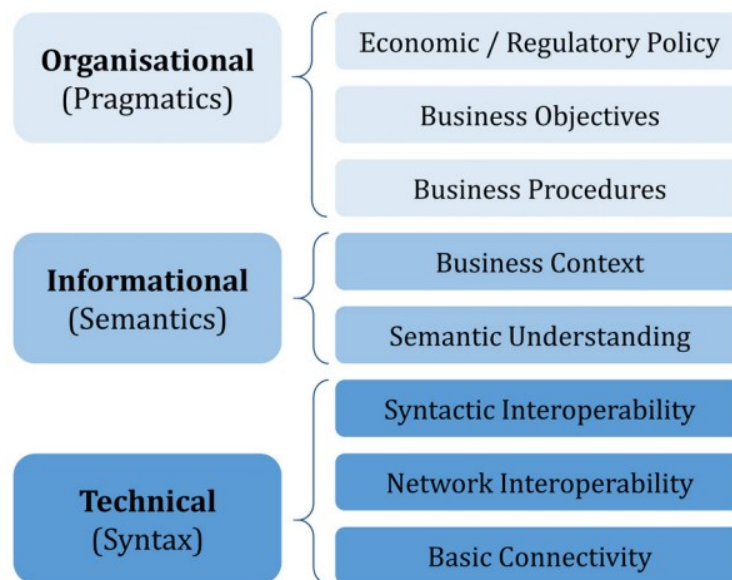 Organisational
(Pragmatics)
Economic / Regulatory Policy
Business Objectives
Business Procedures
Informational
(Semantics)
Business Context
Semantic Understanding
Technical
(Syntax)
Syntactic Interoperability
Network Interoperability
Basic Connectivity